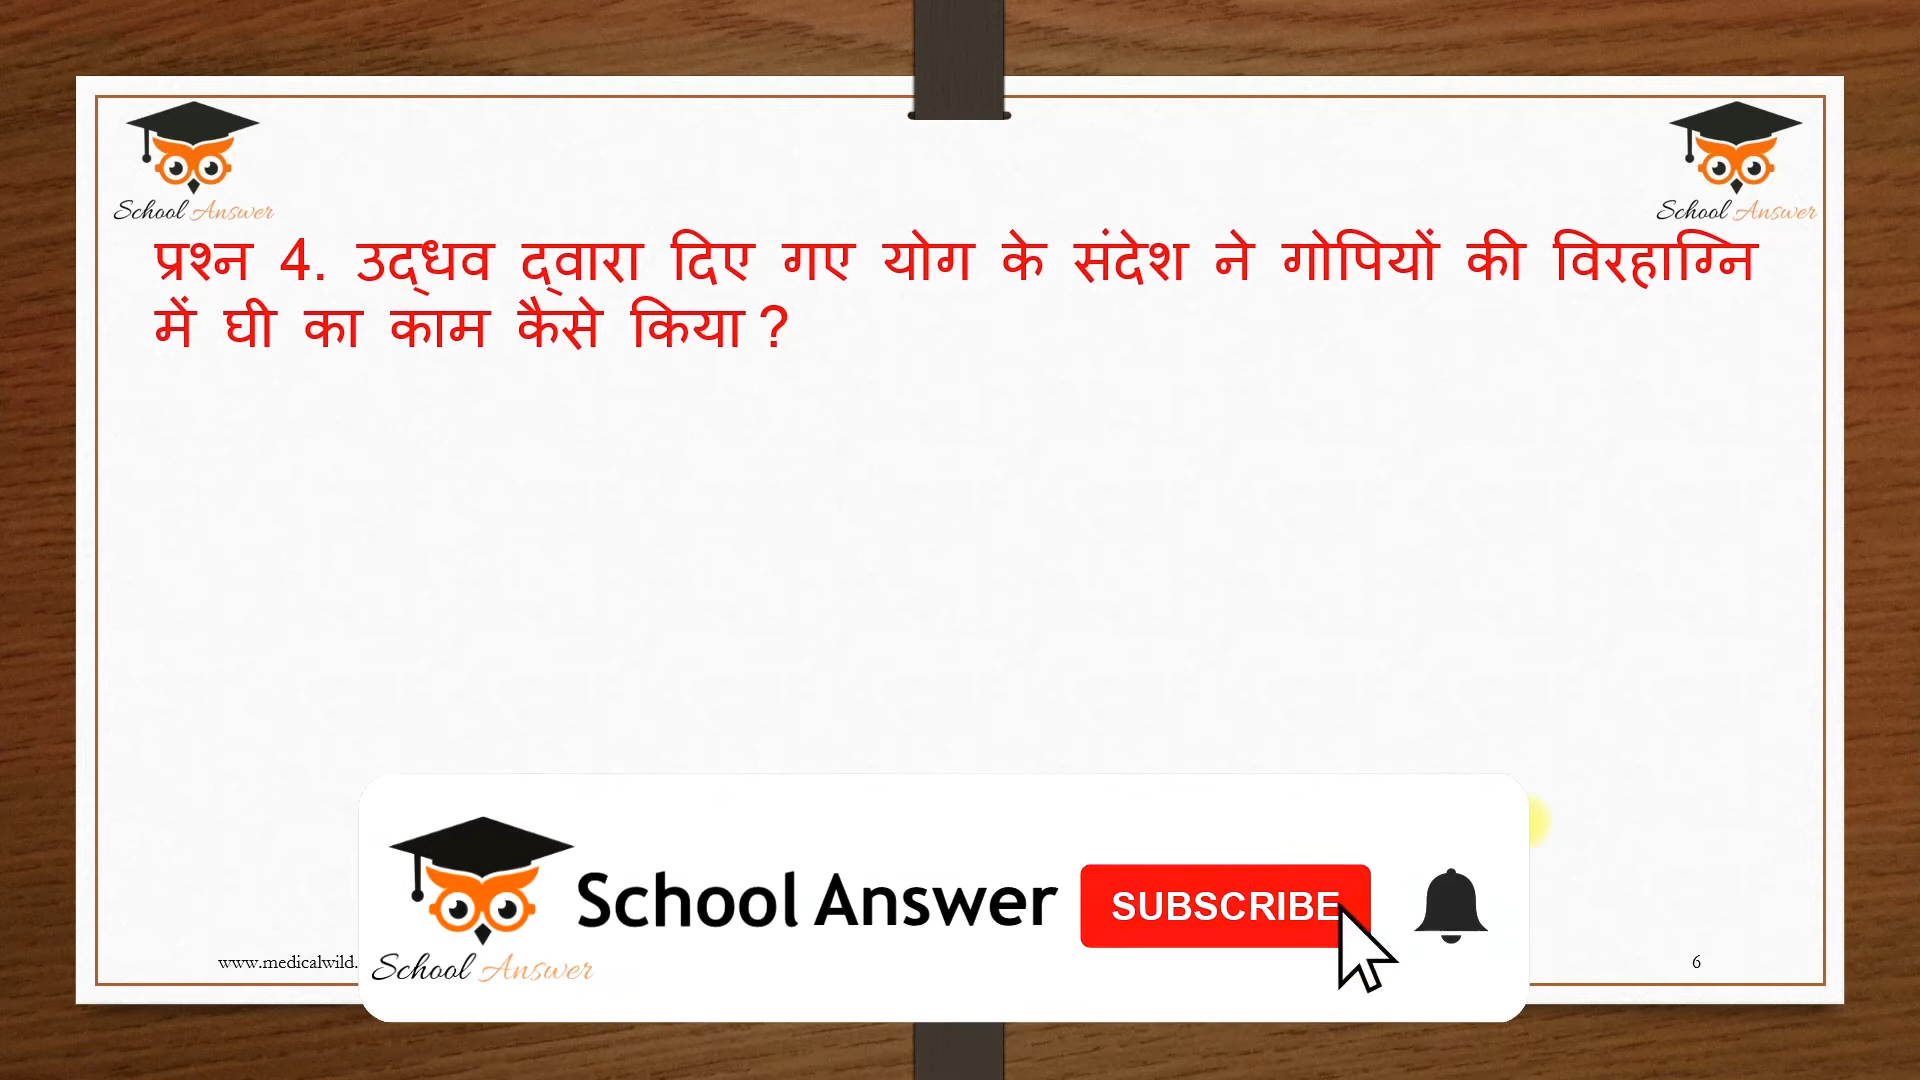 School Answer
School Answer
प्रश्न 4. उद्धव द्वारा दिए गए योग के संदेश ने गोपियों की विरहाग्नि
में घी का काम कैसे किया ?
School Answer
SUBSCRIBE
School Answer
www.medicalwild.
6